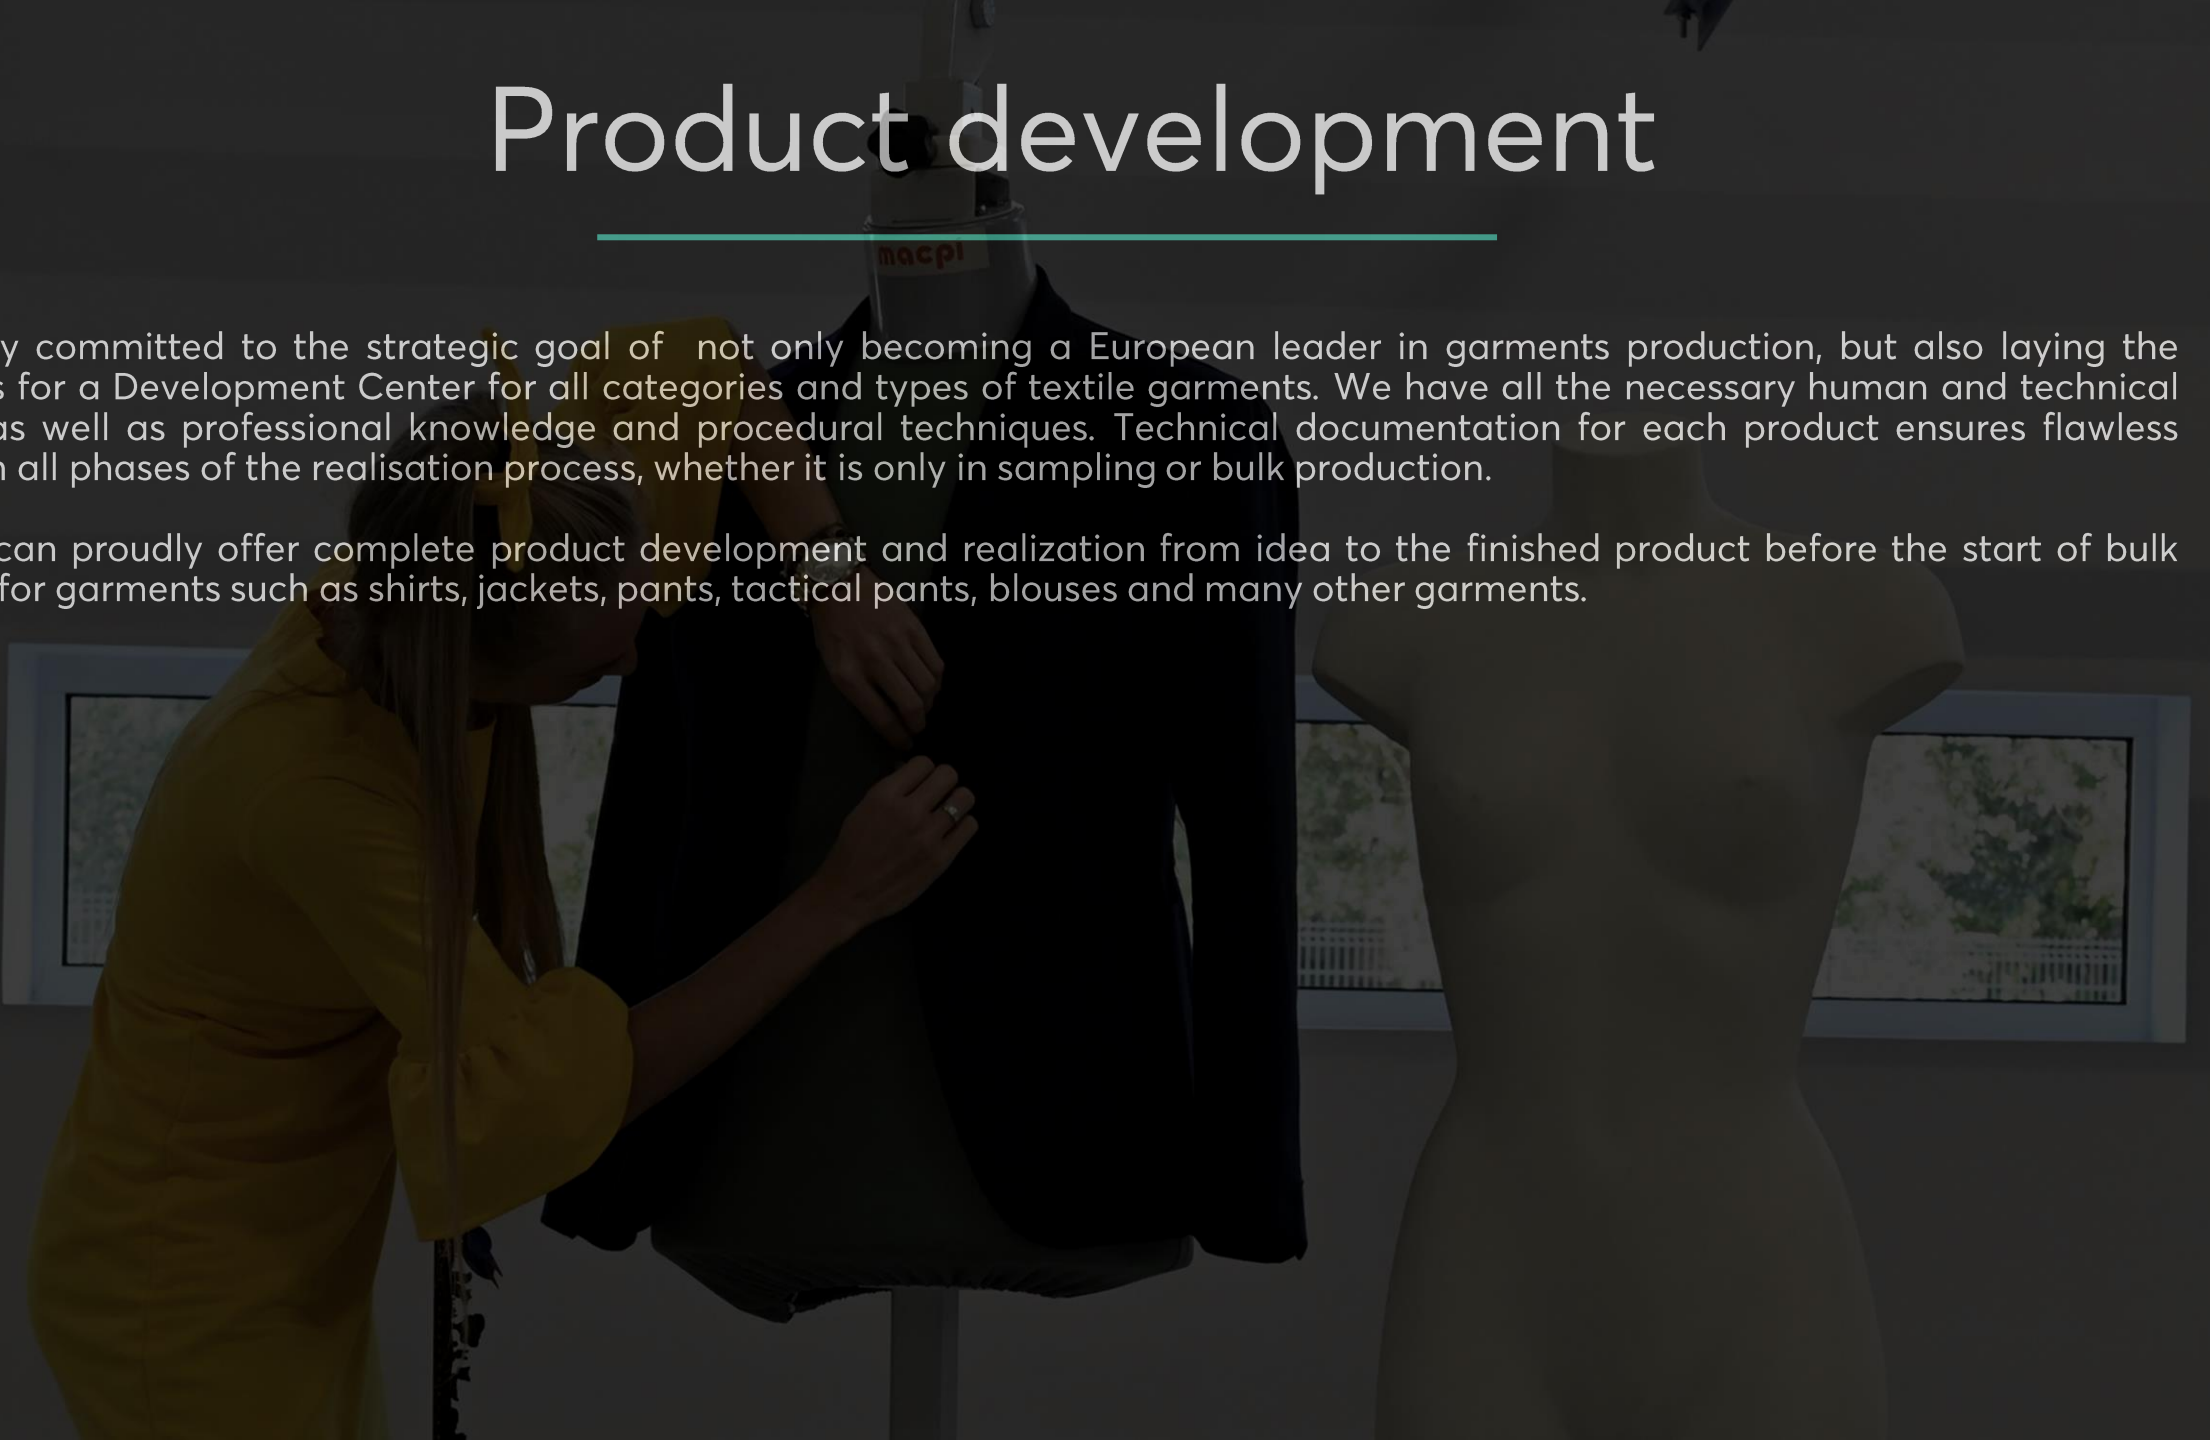 Product development
macpi
committed to the strategic goal of not only becoming a European leader in garments production, but also laying the
for a Development Center for all categories and types of textile garments. We have all the necessary human and technical
as well as professional knowledge and procedural techniques. Technical documentation for each product ensures flawless
all phases of the realisation process, whether it is only in sampling or bulk production.
can proudly offer complete product development and realization from idea to the finished product before the start of bulk
for garments such as shirts, jackets, pants, tactical pants, blouses and many other garments.